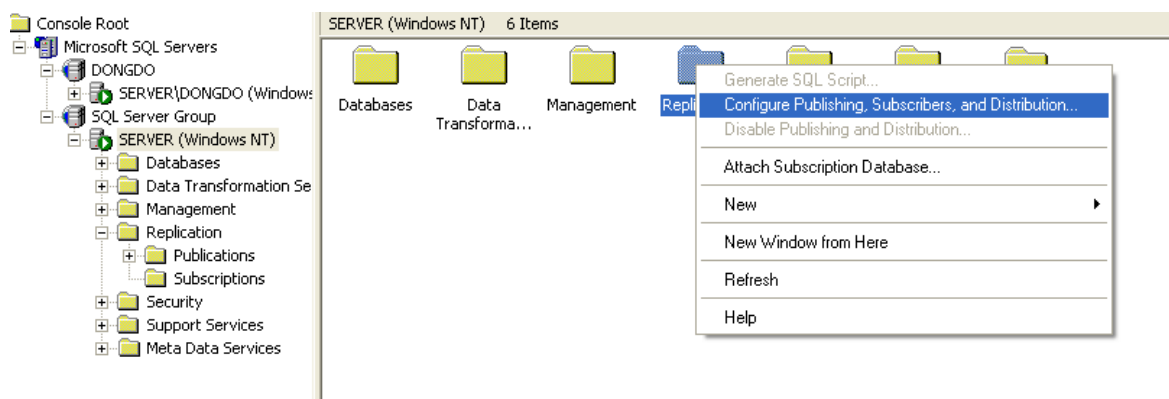 Console Root
Microsoft SQL Servers
DONGDO
SERVER\DONGDO (Windows
SQL Server Group
SERVER (Windows NT)
Databases
Data Transformation Se
Management
Replication
Publications
Subscriptions
Security
Support Services
Meta Data Services
SERVER (Windows NT) 6 Items
Databases
Data
Transforma...
Management
Repli
Generate SQL Script...
Configure Publishing, Subscribers, and Distribution...
Disable Publishing and Distribution...
Attach Subscription Database...
New
New Window from Here
Refresh
Help